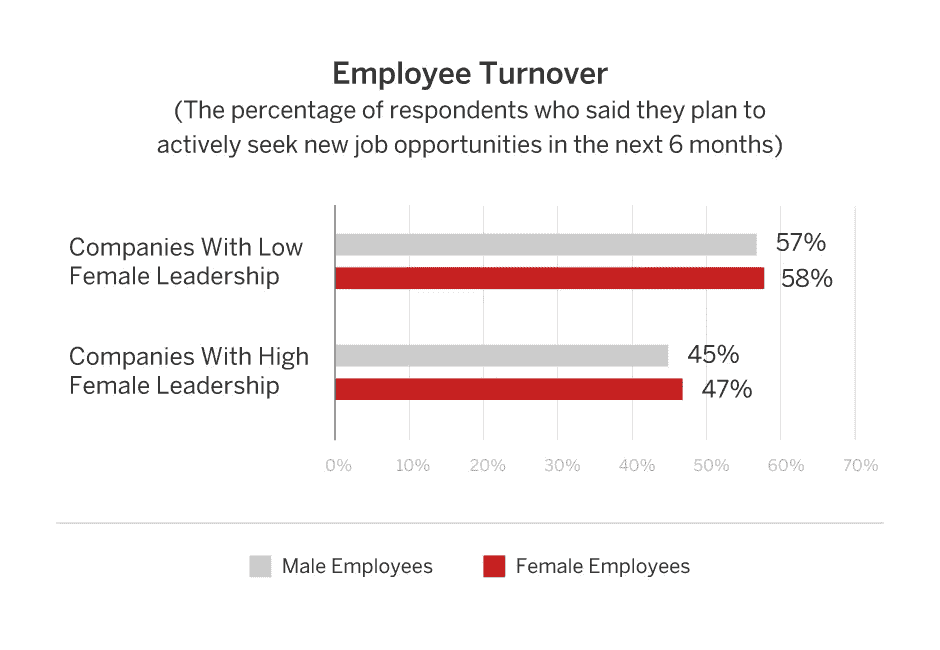 Employee Turnover
(The percentage of respondents who said they plan to
actively seek new job opportunities in the next 6 months)
Companies With Low
Female Leadership
57%
58%
Companies With High
Female Leadership
45%
47%
0% 10% 20% 30% 40% 50% 60% 70%
Male Employees Female Employees